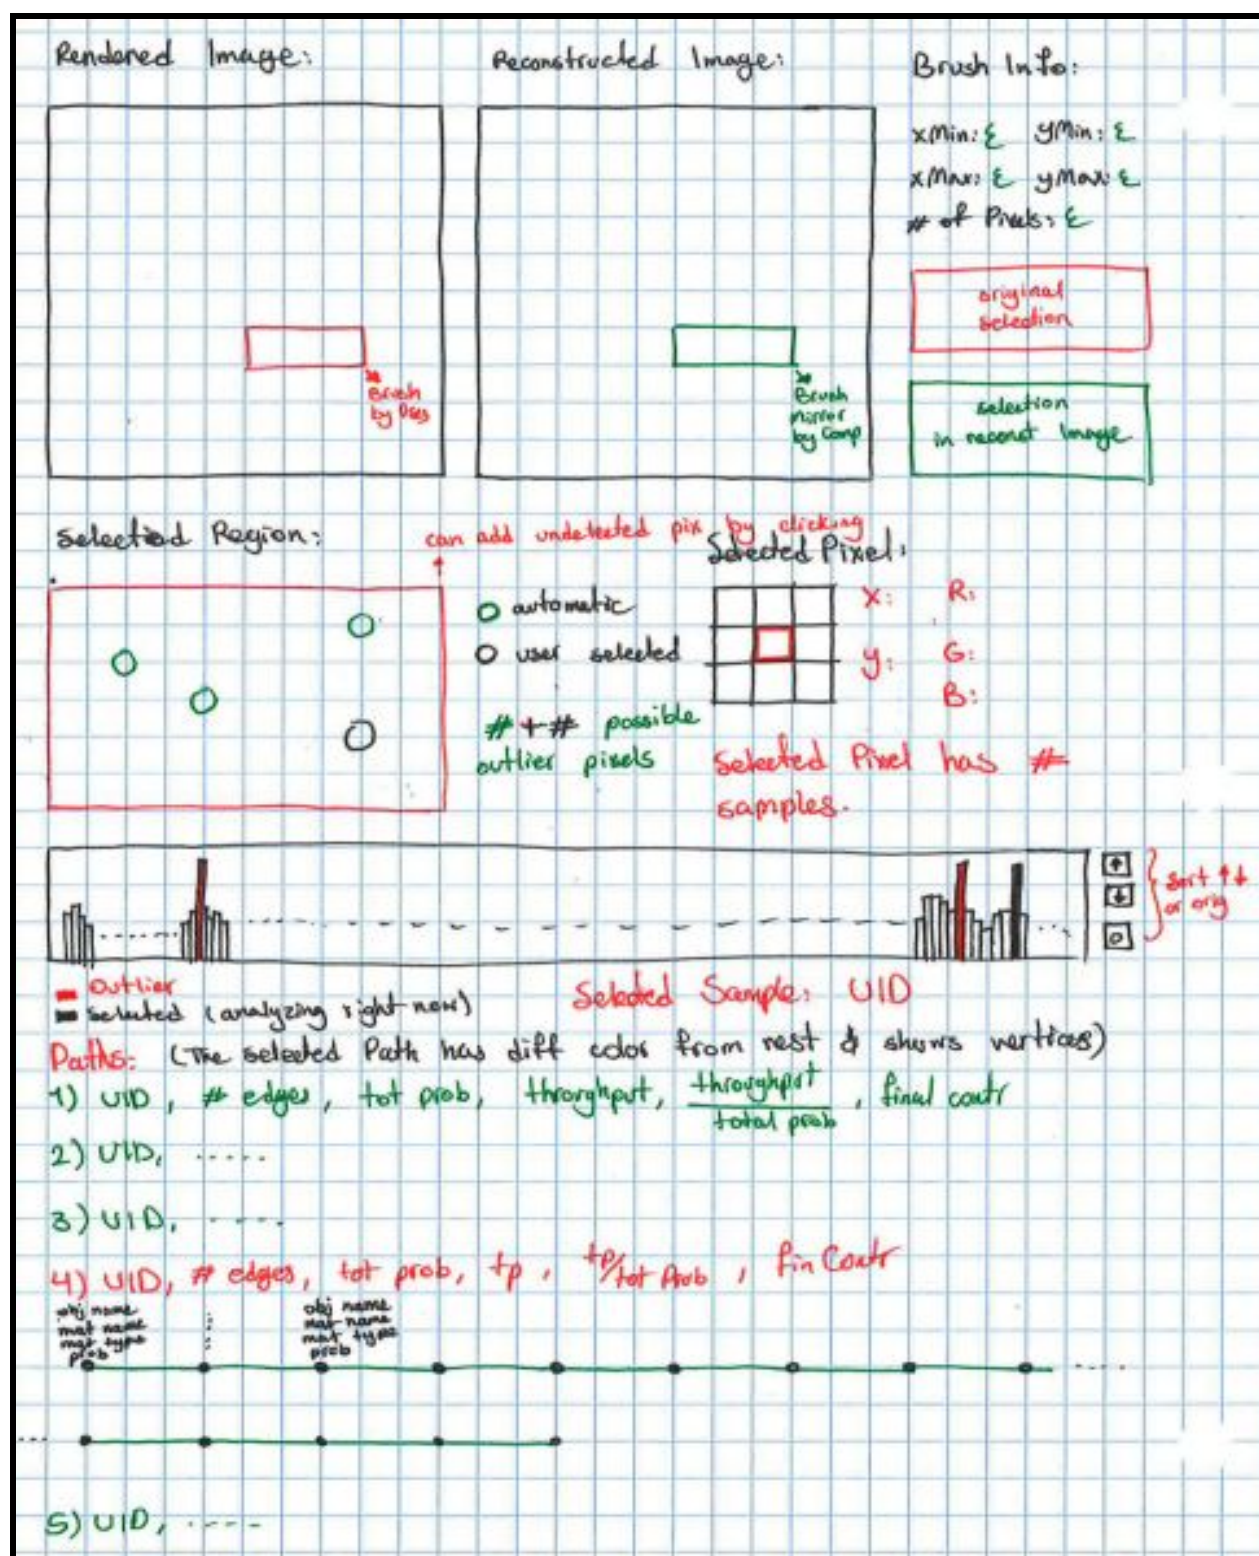 Rendered Image:
Reconstructed Image:
Brush Info:
xMin: ε yMin: ε
xMax: ε yMax: ε
# of Pixels: ε
original
selection
Brush
by User
Brush
mirror
by Comp
selection
in reconst Image
Selected Region:
can add undetected pix by clicking
Selected Pixel:
automatic
user selected
# + # possible
outlier pixels
X: R:
y: G:
B:
Selected Pixel has #
samples.
sort ↑↓
or orig
Outlier
selected (analyzing right now)
Selected Sample: UID
Paths: (The selected Path has diff color from rest & shows vertices)
1) UID, # edges, tot prob, throughput, throughput / total prob, final contr
2) UID, .....
3) UID, .....
4) UID, # edges, tot prob, tp, tp/tot Prob, fin Contr
obj name
mat name
mat type
prob
obj name
mat name
mat type
prob
5) UID, -----